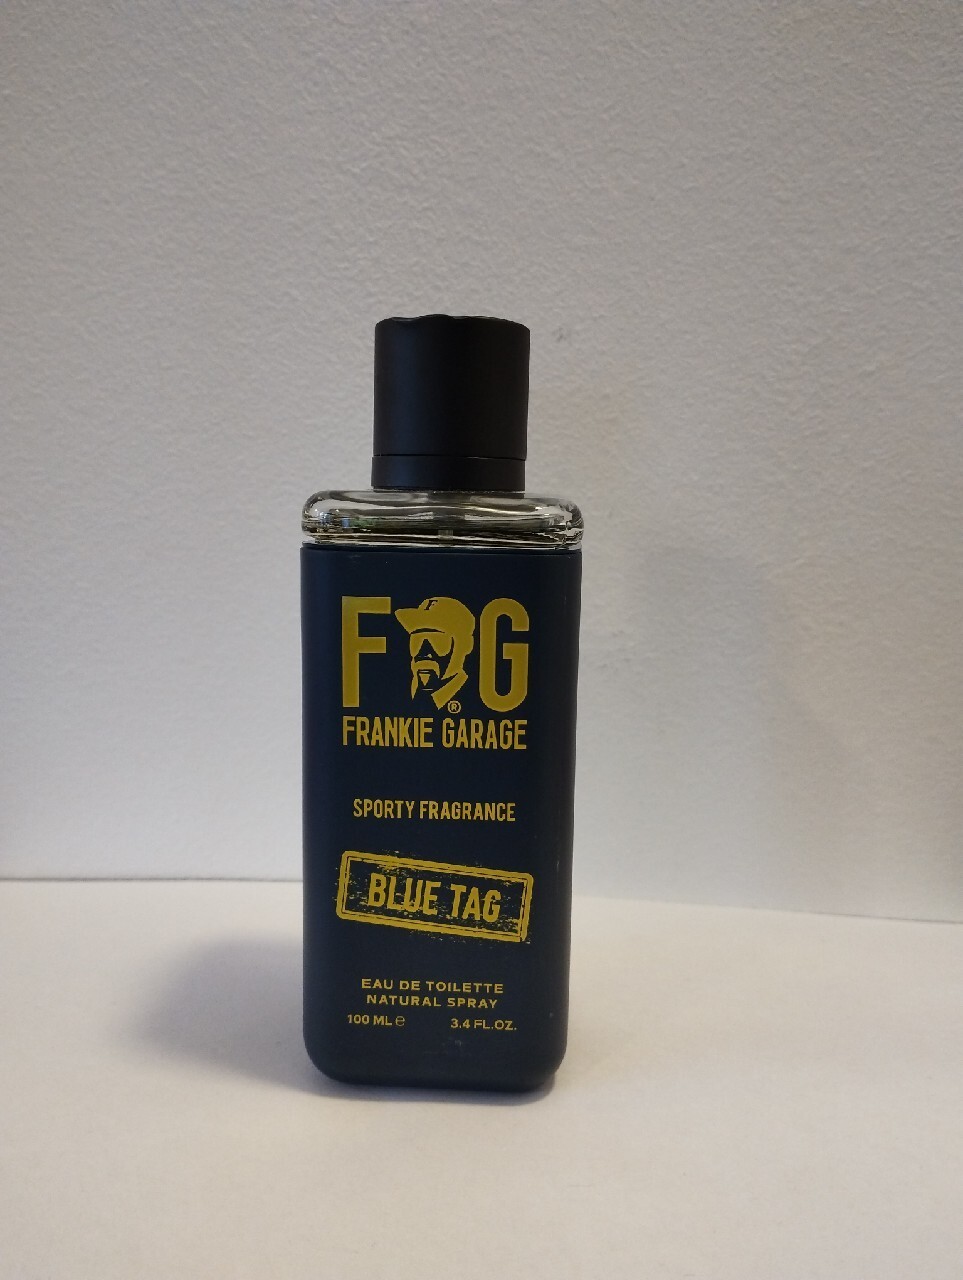 F G
®
FRANKIE GARAGE
SPORTY FRAGRANCE
BLUE TAG
EAU DE TOILETTE
NATURAL SPRAY
100 ML ℮ 3.4 FL.OZ.